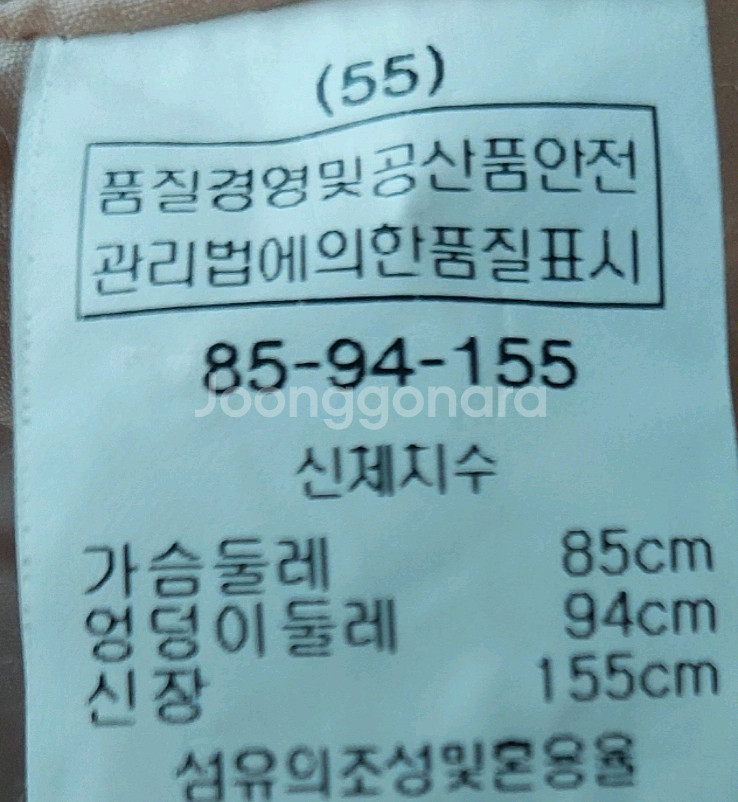 (55)
품질경영및공산품안전
관리법에의한품질표시
85-94-155
Joonggonara
신체치수
가슴둘레 85cm
엉덩이둘레 94cm
신장 155cm
섬유의조성및혼용율